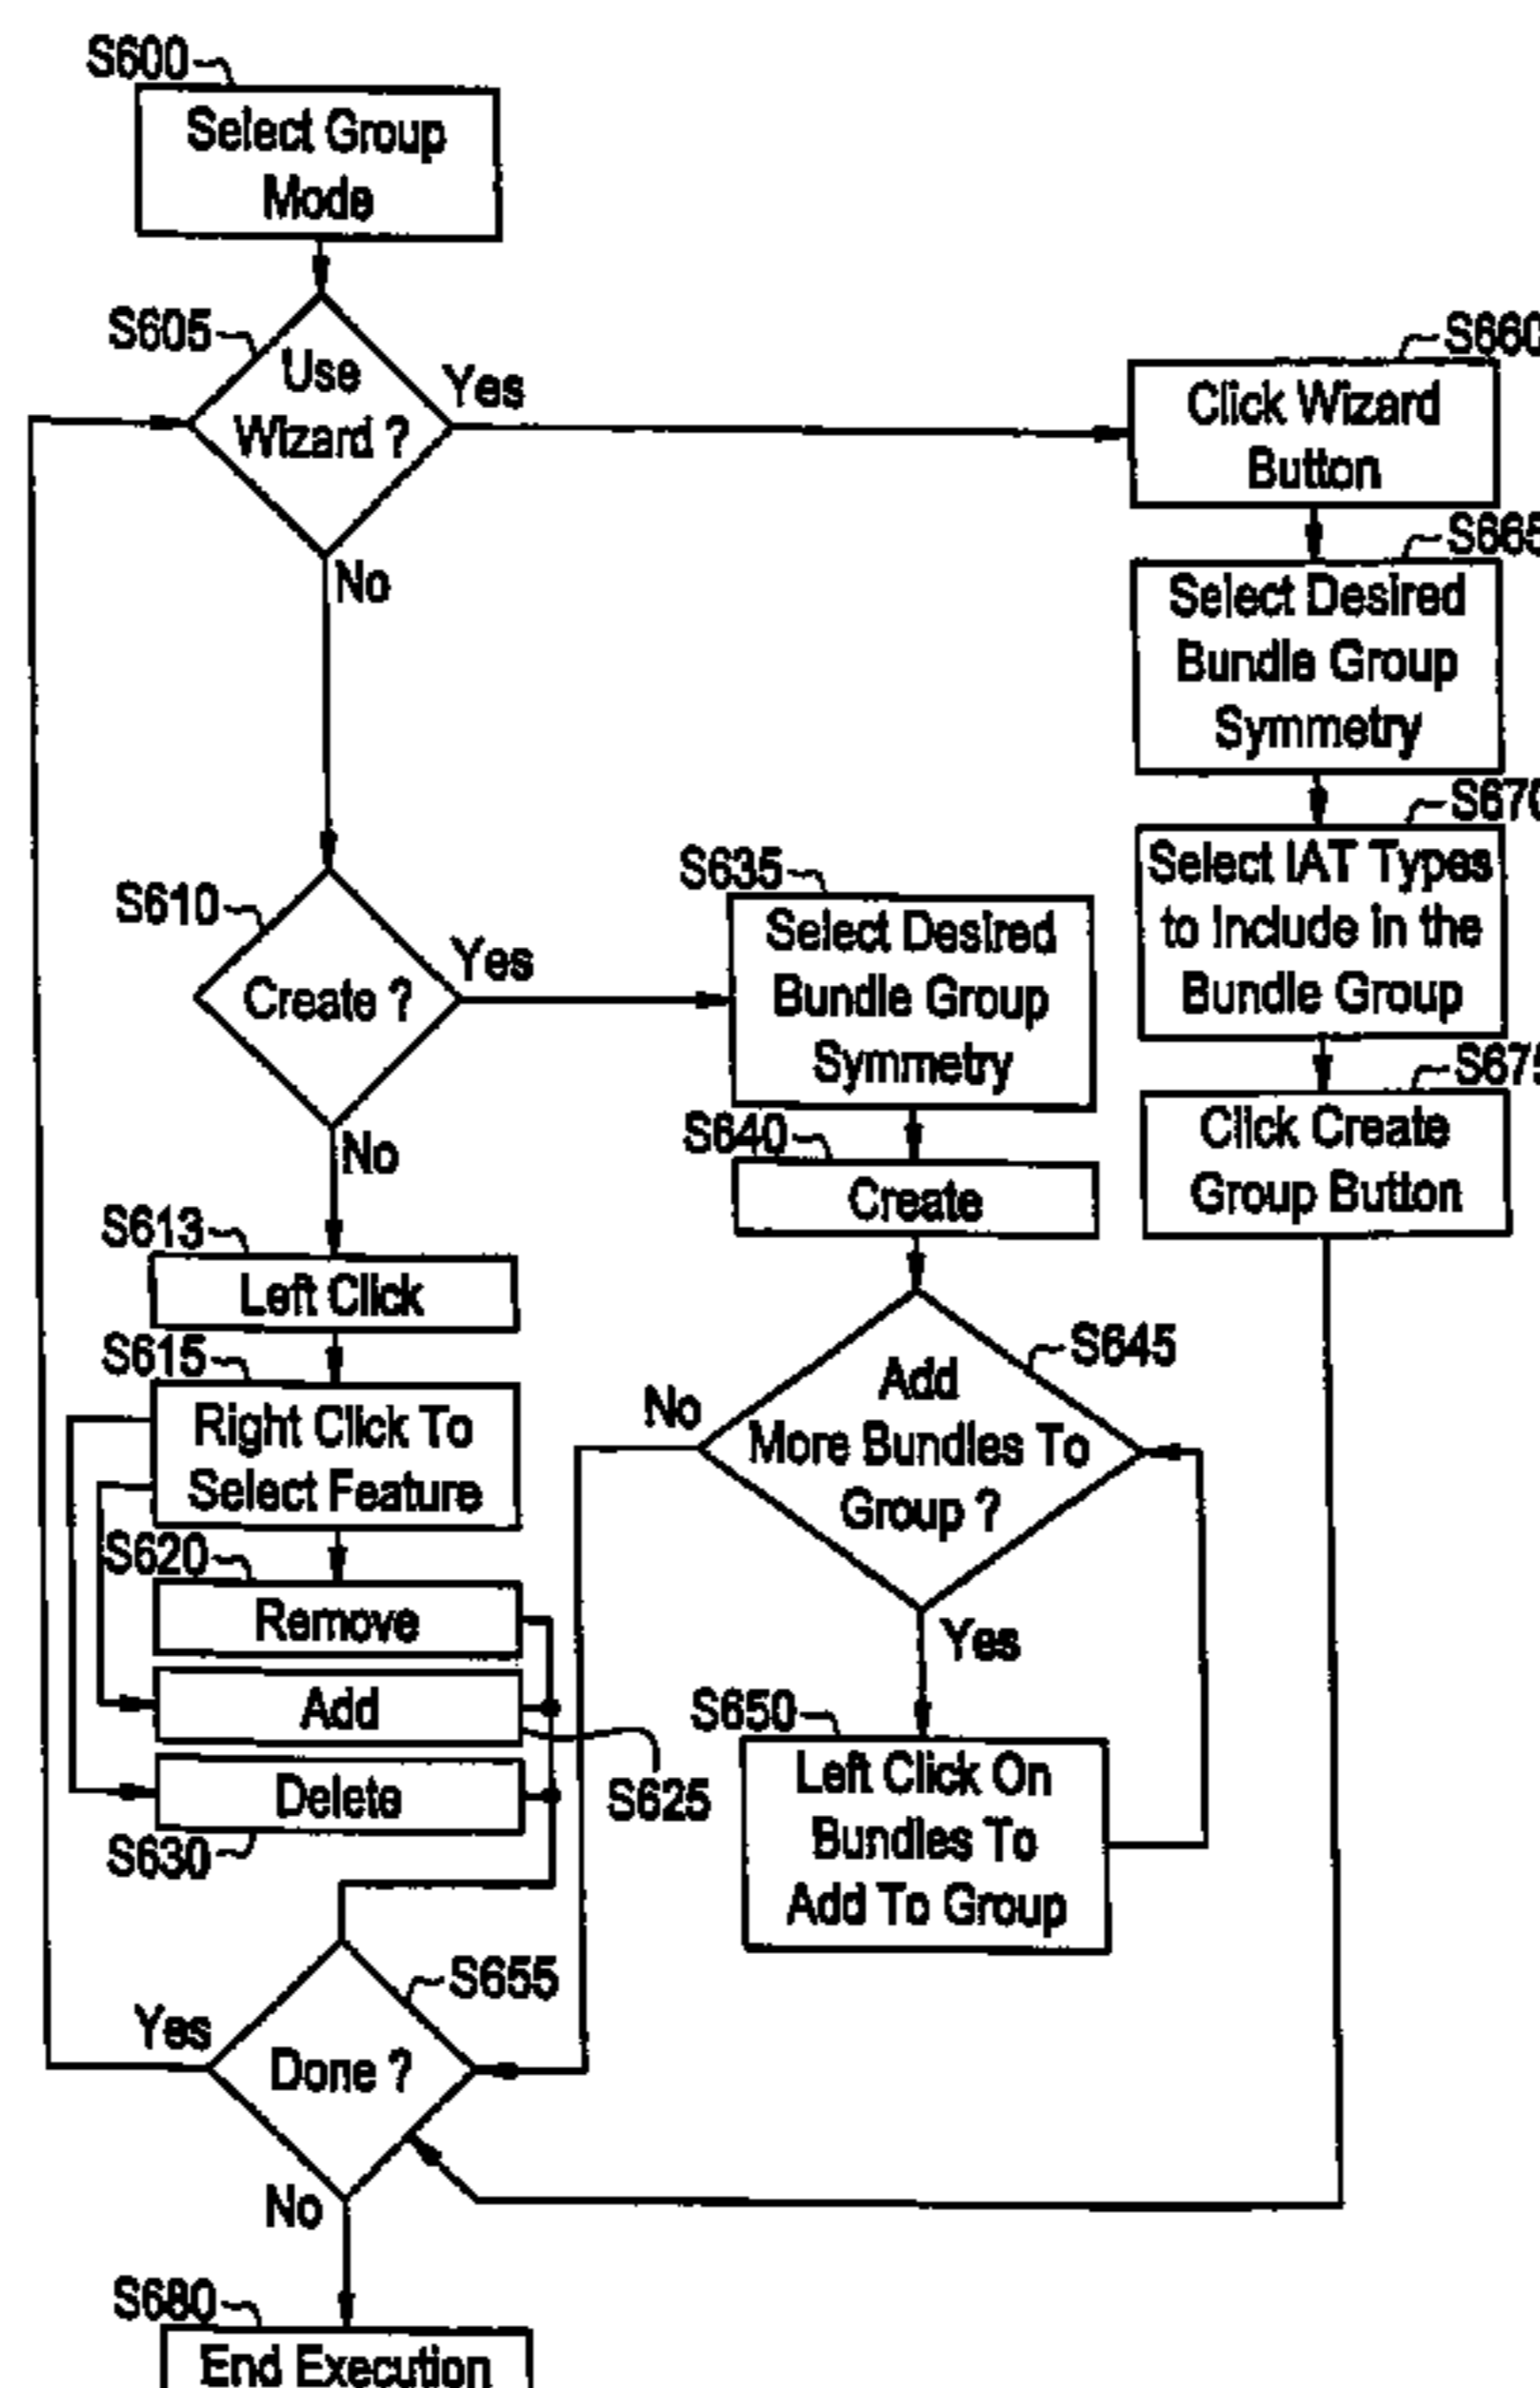 S600
Select Group
Mode
S605
Use
Wizard ?
Yes
No
S660
Click Wizard
Button
S665
Select Desired
Bundle Group
Symmetry
S670
Select IAT Types
to Include in the
Bundle Group
S675
Click Create
Group Button
S610
Create ?
Yes
No
S635
Select Desired
Bundle Group
Symmetry
S640
Create
S613
Left Click
S615
Right Click To
Select Feature
S620
Remove
Add
S625
Delete
S630
S645
Add
More Bundles To
Group ?
No
Yes
S650
Left Click On
Bundles To
Add To Group
S655
Done ?
Yes
No
S680
End Execution